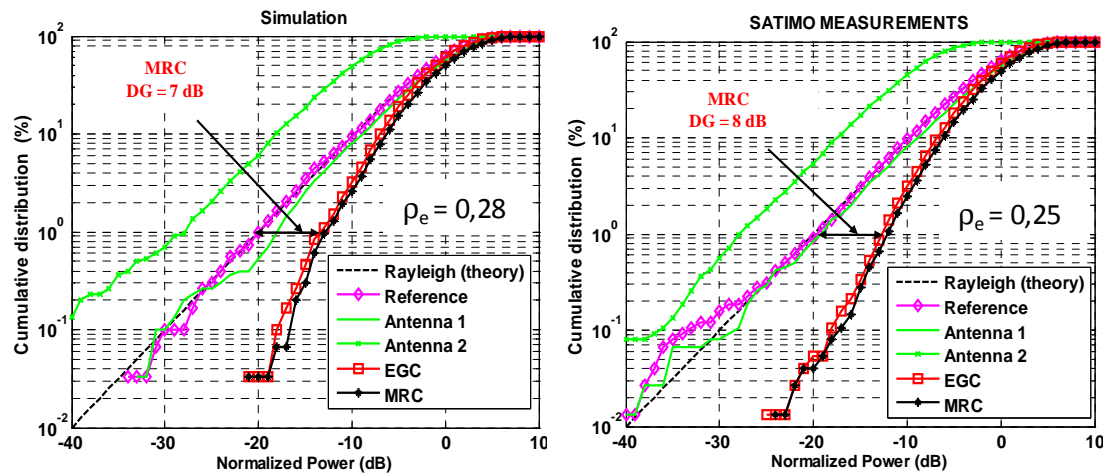 Simulation
10^2
10^1
10^0
10^-1
10^-2
Cumulative distribution (%)
MRC
DG = 7 dB
ρe = 0,28
Rayleigh (theory)
Reference
Antenna 1
Antenna 2
EGC
MRC
-40
-30
-20
-10
0
10
Normalized Power (dB)
SATIMO MEASUREMENTS
10^2
10^1
10^0
10^-1
10^-2
Cumulative distribution (%)
MRC
DG = 8 dB
ρe = 0,25
Rayleigh (theory)
Reference
Antenna 1
Antenna 2
EGC
MRC
-40
-30
-20
-10
0
10
Normalized Power (dB)